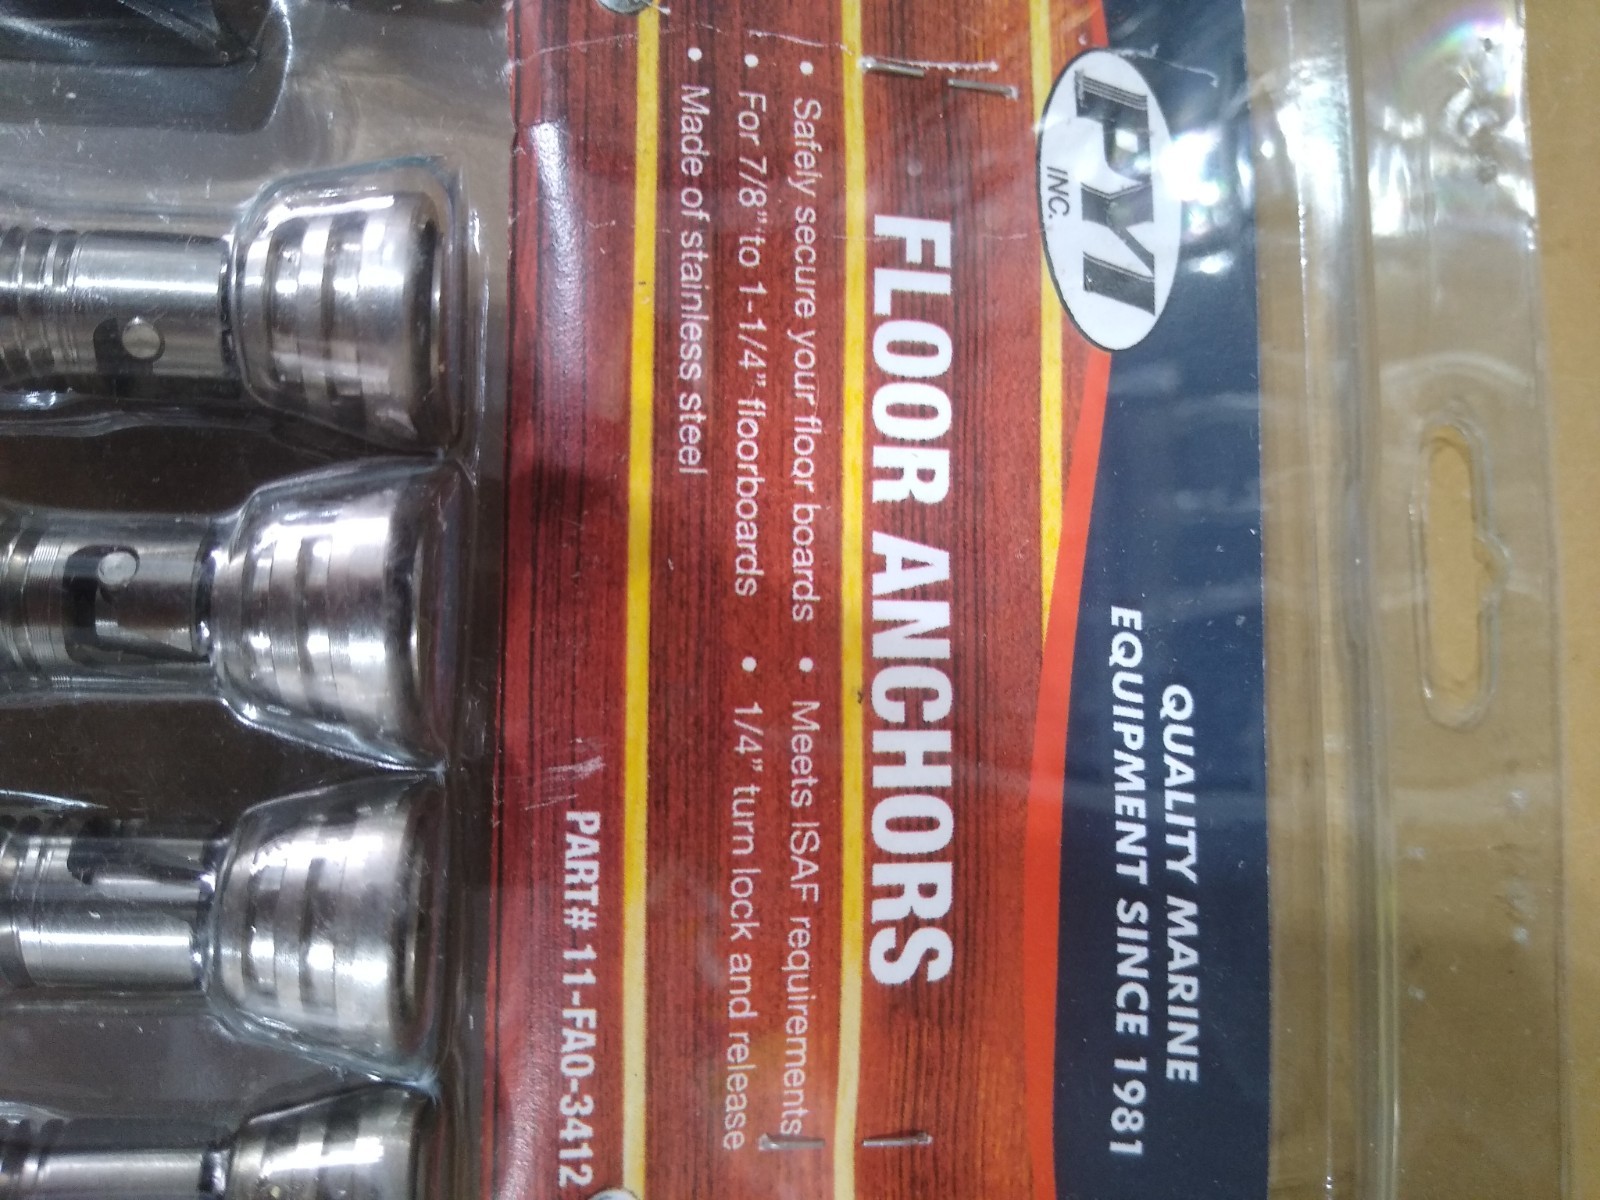 PYI
INC.
QUALITY MARINE
EQUIPMENT SINCE 1981
FLOOR ANCHORS
• Safely secure your floor boards • Meets ISAF requirements
• For 7/8" to 1-1/4" floorboards • 1/4" turn lock and release
• Made of stainless steel
PART# 11-FA0-3412